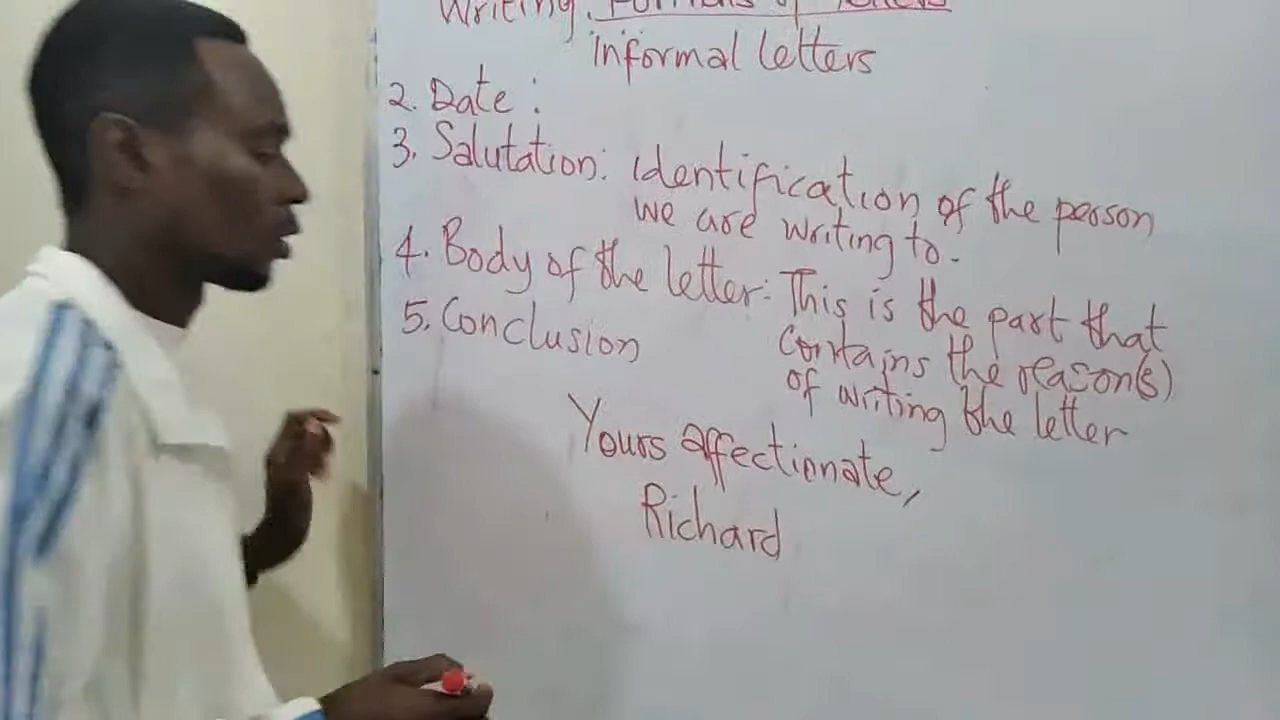 Writing: Formats of letters
Informal letters
2. Date :
3. Salutation: Identification of the person
we are writing to.
4. Body of the letter: This is the part that
contains the reason(s)
of writing the letter
5. Conclusion
Yours affectionate,
Richard